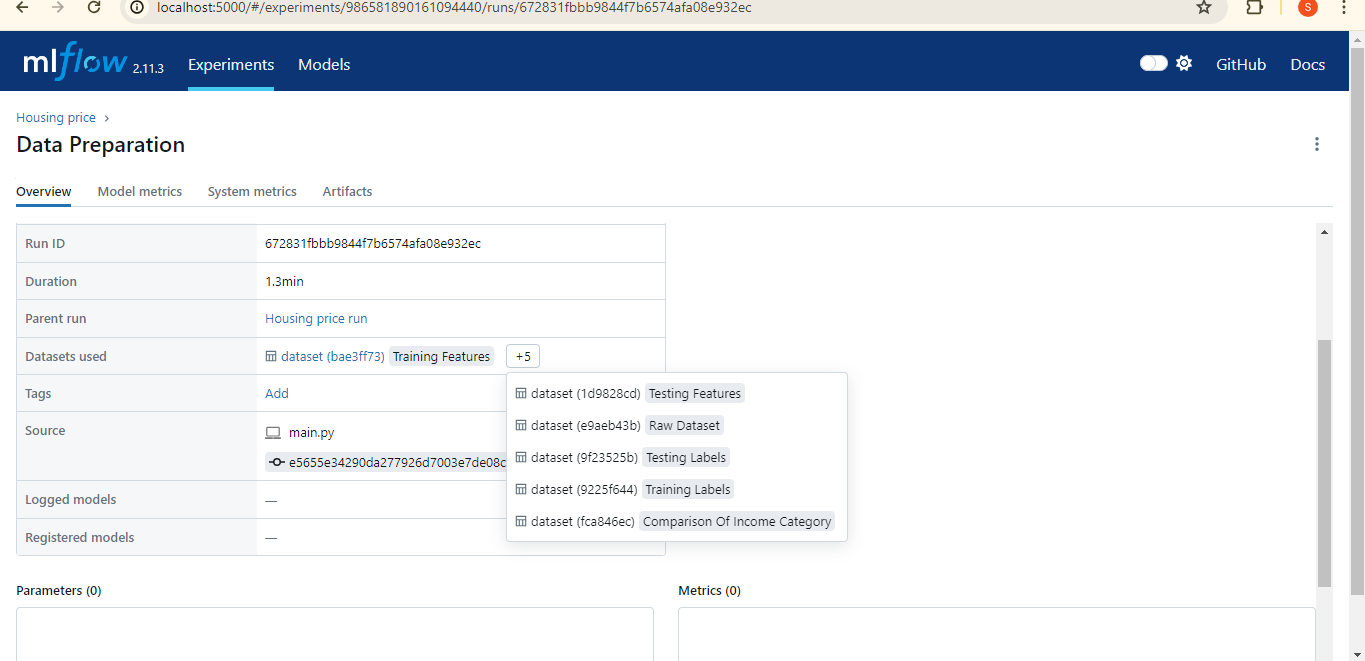 localhost:5000/#/experiments/986581890161094440/runs/672831fbbb9844f7b6574afa08e932ec
S
mlflow 2.11.3 Experiments Models GitHub Docs
Housing price ›
Data Preparation
Overview Model metrics System metrics Artifacts
Run ID 672831fbbb9844f7b6574afa08e932ec
Duration 1.3min
Parent run Housing price run
Datasets used dataset (bae3ff73) Training Features +5
Tags Add
dataset (1d9828cd) Testing Features
dataset (e9aeb43b) Raw Dataset
Source main.py
dataset (9f23525b) Testing Labels
e5655e34290da277926d7003e7de08c
dataset (9225f644) Training Labels
Logged models —
dataset (fca846ec) Comparison Of Income Category
Registered models —
Parameters (0) Metrics (0)